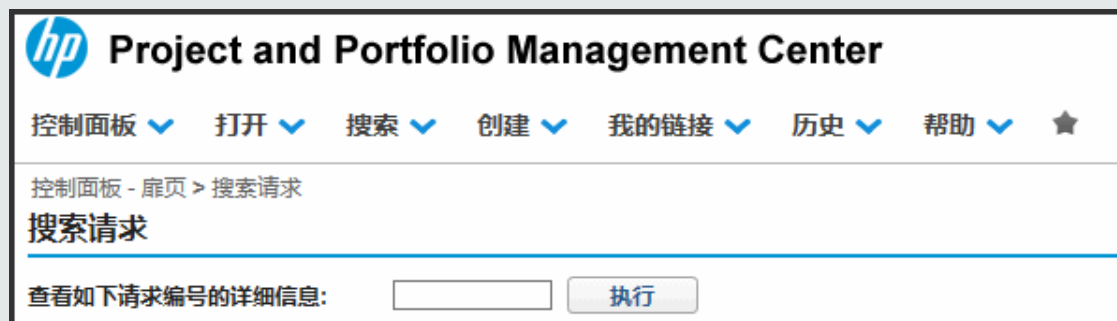 hp Project and Portfolio Management Center
控制面板 打开 搜索 创建 我的链接 历史 帮助
控制面板 - 扉页 > 搜索请求
搜索请求
查看如下请求编号的详细信息: 执行